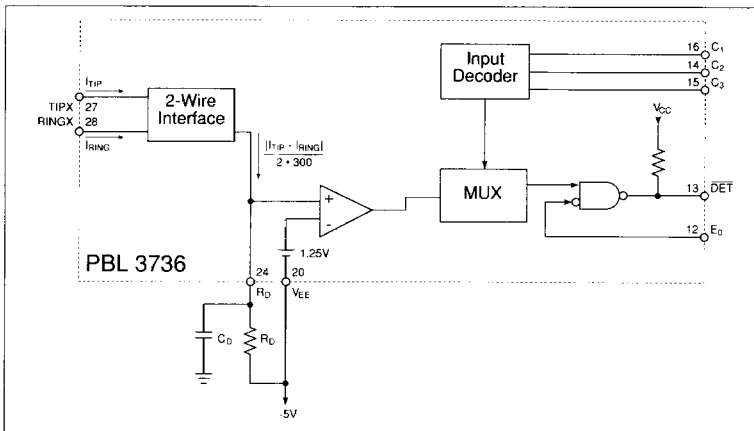 16 C1
14 C2
15 C3
Input
Decoder
ITIP
TIPX 27
RINGX 28
IRING
2-Wire
Interface
|ITIP - IRING|
2 • 300
VCC
MUX
13 DET
12 E0
+
-
1.25V
PBL 3736
24
RD
20
VEE
CD
RD
-5V